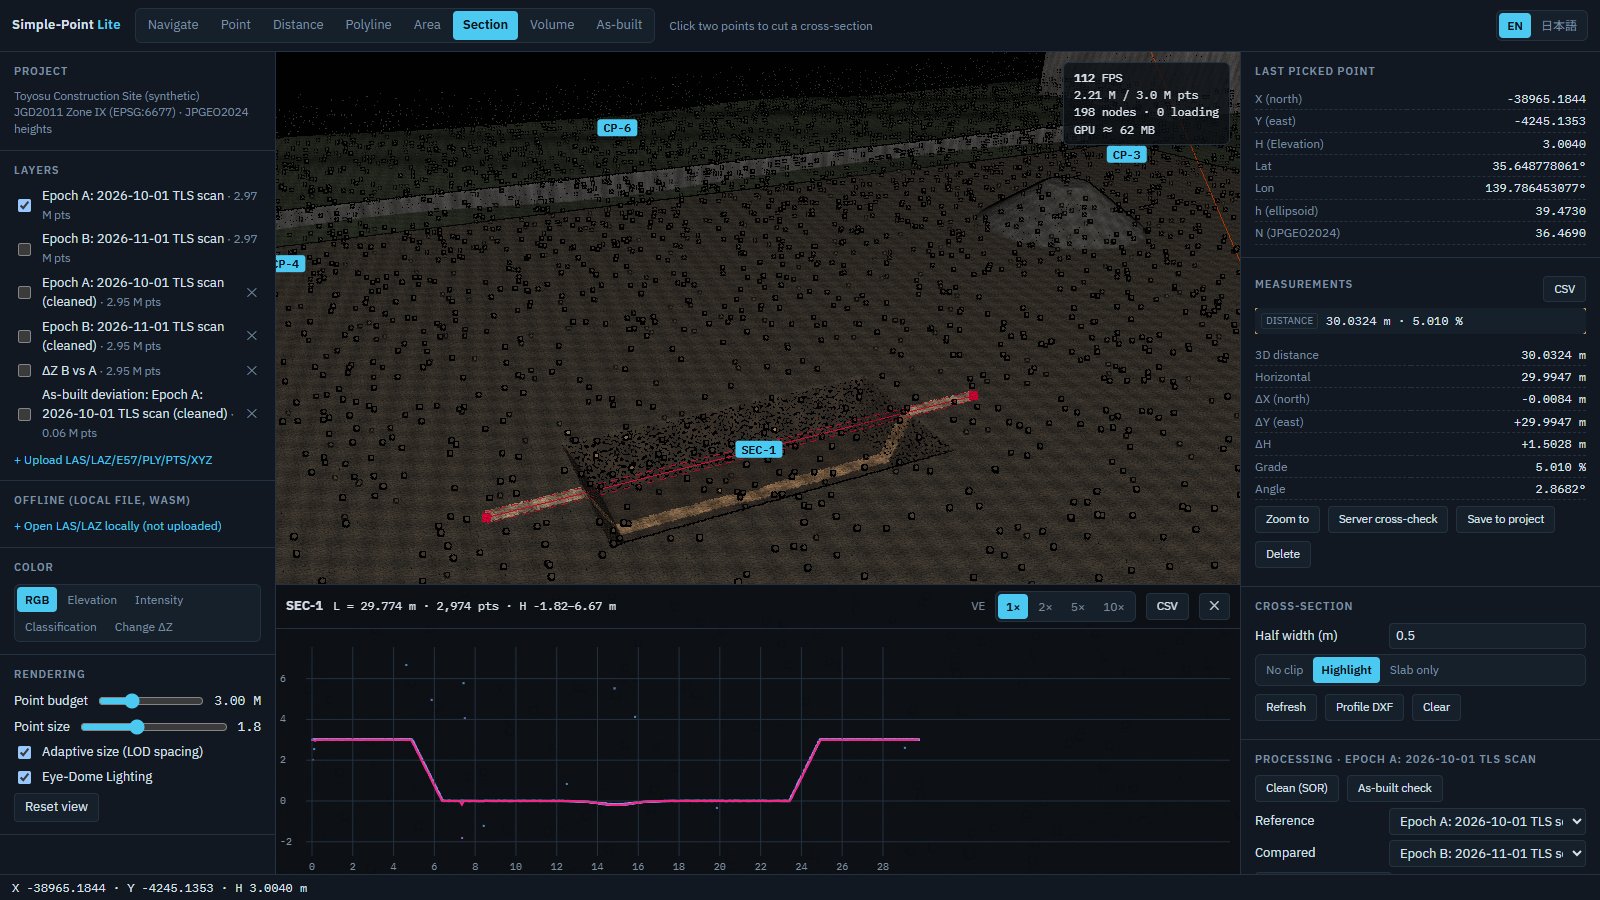 Simple-Point Lite
Navigate Point Distance Polyline Area Section Volume As-built
Click two points to cut a cross-section
EN 日本語
PROJECT
Toyosu Construction Site (synthetic)
JGD2011 Zone IX (EPSG:6677) · JPGEO2024
heights
LAYERS
Epoch A: 2026-10-01 TLS scan · 2.97
M pts
Epoch B: 2026-11-01 TLS scan · 2.97
M pts
Epoch A: 2026-10-01 TLS scan
(cleaned) · 2.95 M pts
Epoch B: 2026-11-01 TLS scan
(cleaned) · 2.95 M pts
ΔZ B vs A · 2.95 M pts
As-built deviation: Epoch A:
2026-10-01 TLS scan (cleaned) ·
0.06 M pts
+ Upload LAS/LAZ/E57/PLY/PTS/XYZ
OFFLINE (LOCAL FILE, WASM)
+ Open LAS/LAZ locally (not uploaded)
COLOR
RGB Elevation Intensity
Classification Change ΔZ
RENDERING
Point budget 3.00 M
Point size 1.8
Adaptive size (LOD spacing)
Eye-Dome Lighting
Reset view
112 FPS
2.21 M / 3.0 M pts
198 nodes · 0 loading
GPU ≈ 62 MB
CP-6
CP-3
CP-4
SEC-1
SEC-1 L = 29.774 m · 2,974 pts · H -1.82–6.67 m
VE 1× 2× 5× 10× CSV ×
6
4
2
0
-2
0 2 4 6 8 10 12 14 16 18 20 22 24 26 28
LAST PICKED POINT
X (north) -38965.1844
Y (east) -4245.1353
H (Elevation) 3.0040
Lat 35.648778061°
Lon 139.786453077°
h (ellipsoid) 39.4730
N (JPGEO2024) 36.4690
MEASUREMENTS CSV
DISTANCE 30.0324 m · 5.010 %
3D distance 30.0324 m
Horizontal 29.9947 m
ΔX (north) -0.0084 m
ΔY (east) +29.9947 m
ΔH +1.5028 m
Grade 5.010 %
Angle 2.8682°
Zoom to Server cross-check Save to project
Delete
CROSS-SECTION
Half width (m) 0.5
No clip Highlight Slab only
Refresh Profile DXF Clear
PROCESSING · EPOCH A: 2026-10-01 TLS SCAN
Clean (SOR) As-built check
Reference Epoch A: 2026-10-01 TLS s
Compared Epoch B: 2026-11-01 TLS s
X -38965.1844 · Y -4245.1353 · H 3.0040 m